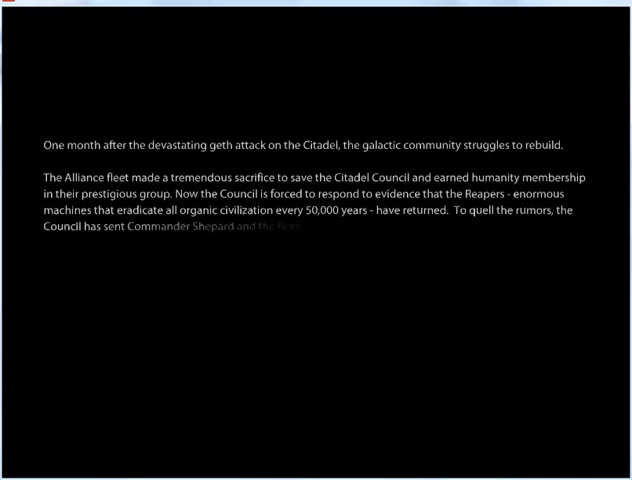 One month after the devastating geth attack on the Citadel, the galactic community struggles to rebuild.
The Alliance fleet made a tremendous sacrifice to save the Citadel Council and earned humanity membership
in their prestigious group. Now the Council is forced to respond to evidence that the Reapers - enormous
machines that eradicate all organic civilization every 50,000 years - have returned. To quell the rumors, the
Council has sent Commander Shepard and the